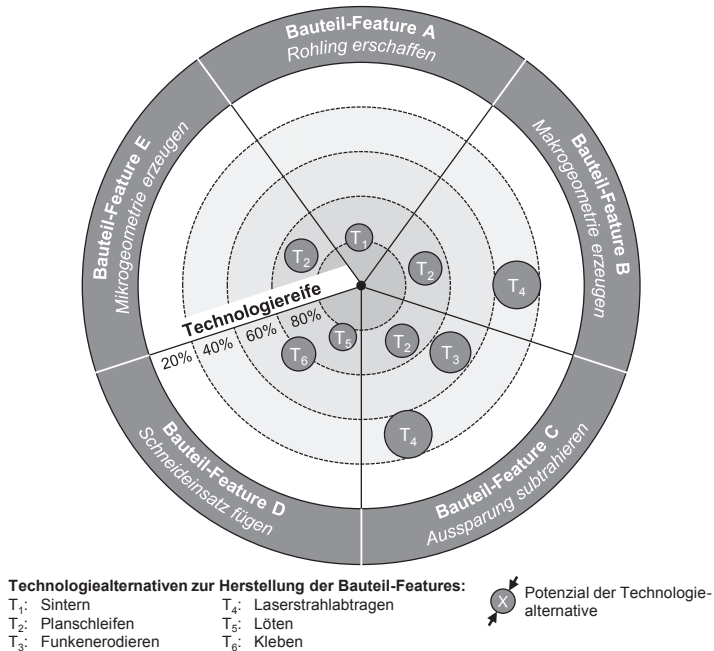 Bauteil-Feature A
Rohling erschaffen
Bauteil-Feature B
Makrogeometrie erzeugen
Bauteil-Feature E
Mikrogeometrie erzeugen
T1
T2
T2
T4
Technologiereife
20% 40% 60% 80%
T5
T2
T3
T6
T4
Bauteil-Feature D
Schneideinsatz fügen
Bauteil-Feature C
Aussparung subtrahieren
Technologiealternativen zur Herstellung der Bauteil-Features:
T1: Sintern
T2: Planschleifen
T3: Funkenerodieren
T4: Laserstrahlabtragen
T5: Löten
T6: Kleben
X
Potenzial der Technologie-
alternative